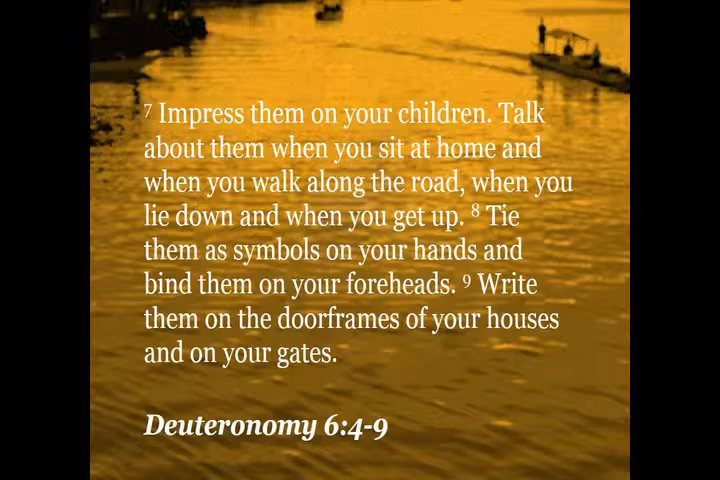 7 Impress them on your children. Talk
about them when you sit at home and
when you walk along the road, when you
lie down and when you get up. 8 Tie
them as symbols on your hands and
bind them on your foreheads. 9 Write
them on the doorframes of your houses
and on your gates.
Deuteronomy 6:4-9